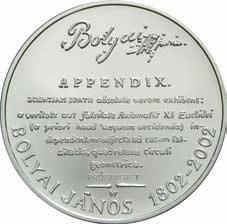 Bolyai
APPENDIX.
SCIENTIAM SPATII absolute veram exhibens:
a veritate aut falsitate Axiomatis XI Euclidei
(a priori haud unquam decidenda) in-
dependentem: adjecta ad casum fal-
sitatis, quadratura circuli
geometrica.
PROBAVERET
BOLYAI JÁNOS 1802-2002